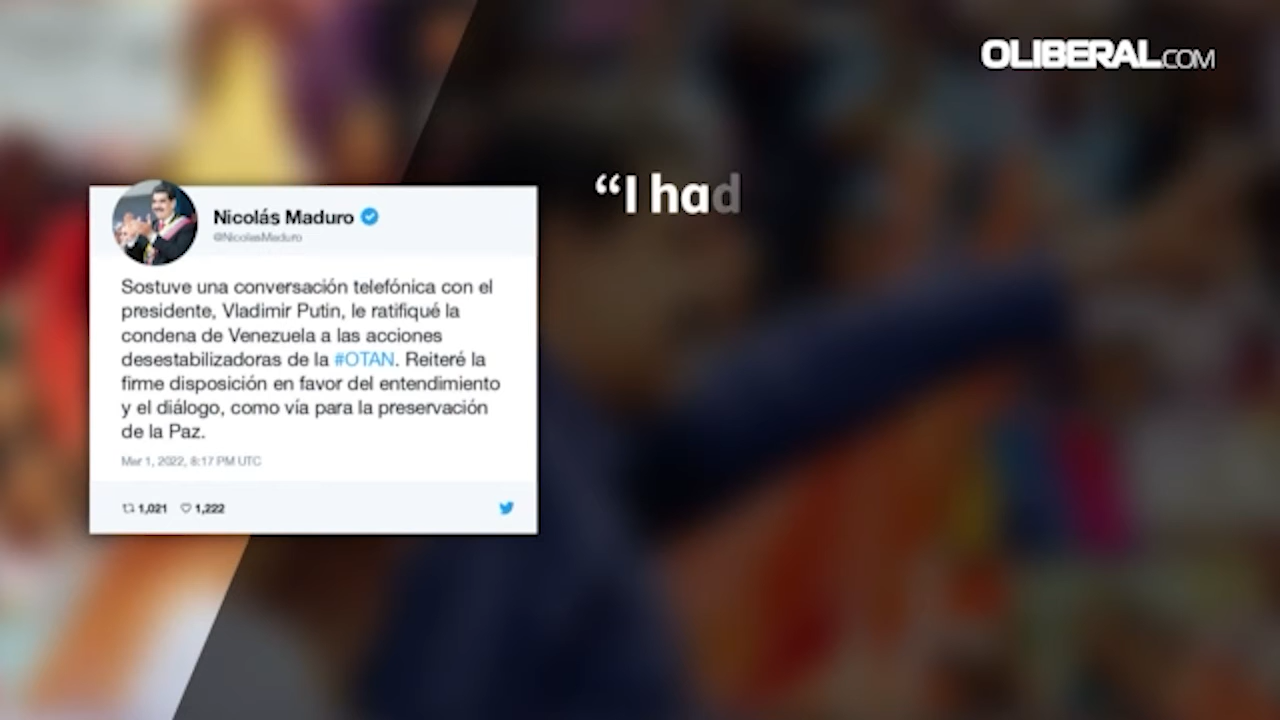 OLIBERAL.COM
“I had
Nicolás Maduro
@NicolasMaduro
Sostuve una conversación telefónica con el
presidente, Vladimir Putin, le ratifiqué la
condena de Venezuela a las acciones
desestabilizadoras de la #OTAN. Reiteré la
firme disposición en favor del entendimiento
y el diálogo, como vía para la preservación
de la Paz.
Mar 1, 2022, 8:17 PM UTC
1,021 1,222